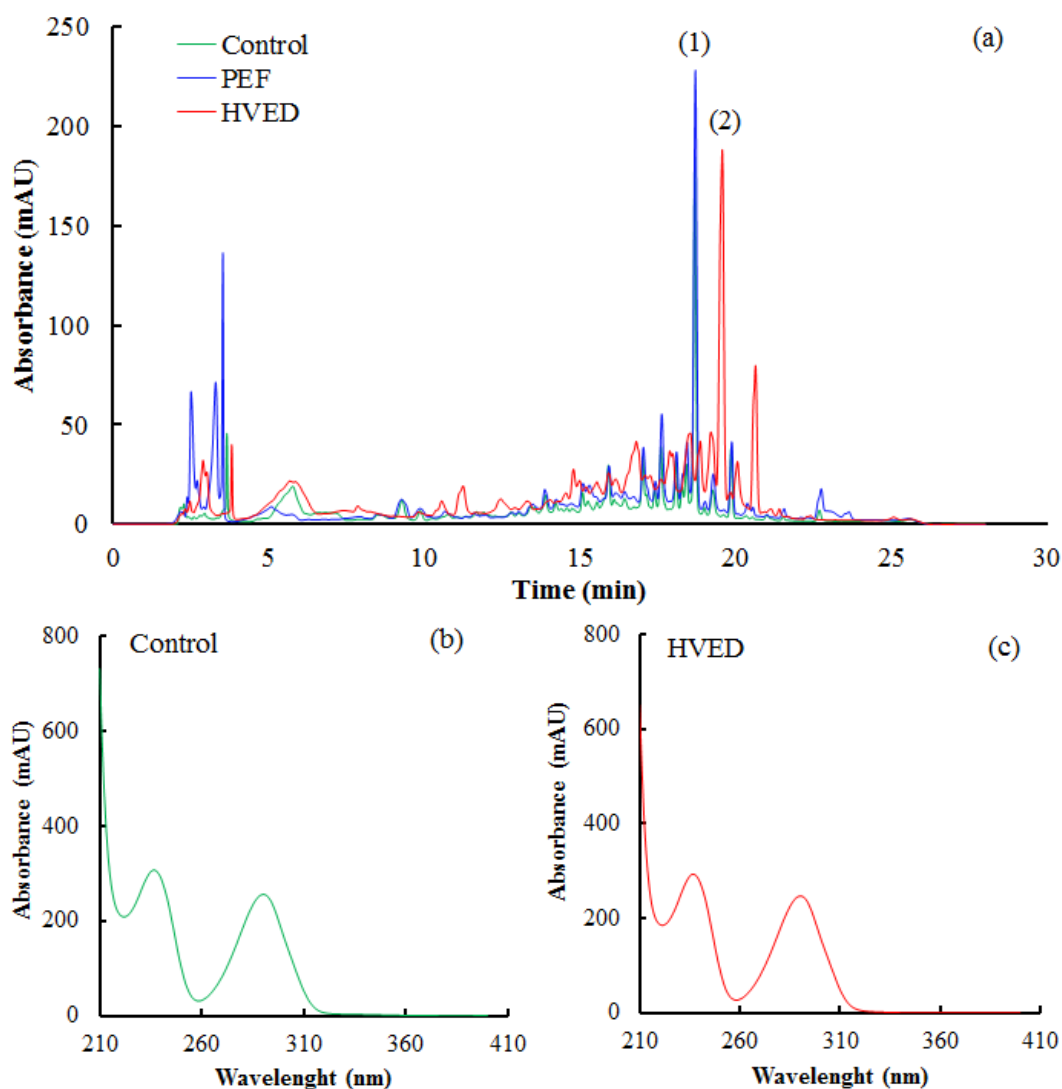 250
200
150
100
50
0
Absorbance (mAU)
Control
PEF
HVED
(1)
(2)
(a)
0 5 10 15 20 25 30
Time (min)
Control
(b)
800
600
400
200
0
Absorbance (mAU)
210 260 310 360 410
Wavelenght (nm)
HVED
(c)
800
600
400
200
0
Absorbance (mAU)
210 260 310 360 410
Wavelenght (nm)